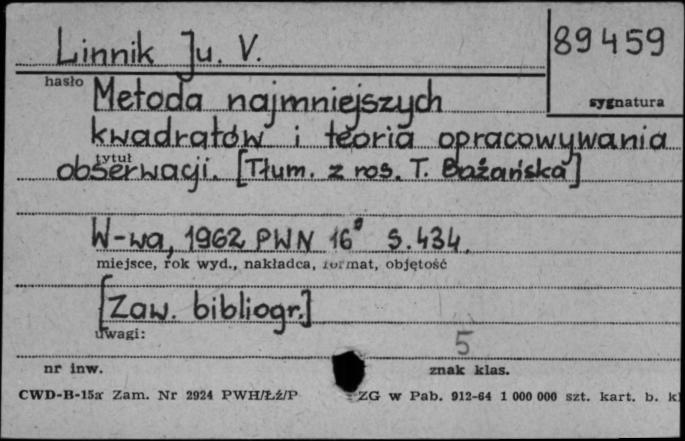 Linnik Ju. V.
89459
hasło
sygnatura
Metoda najmniejszych
kwadratów i teoria opracowywania
tytuł
obserwacji. [Tłum. z ros. T. Bażańska]
W-wa, 1962 PWN 16° S. 434.
miejsce, rok wyd., nakładca, format, objętość
[Zaw. bibliogr.]
uwagi:
5
nr inw.
znak klas.
CWD-B-15a Zam. Nr 2924 PWH/Łź/P ZG w Pab. 912-64 1 000 000 szt. kart. b.